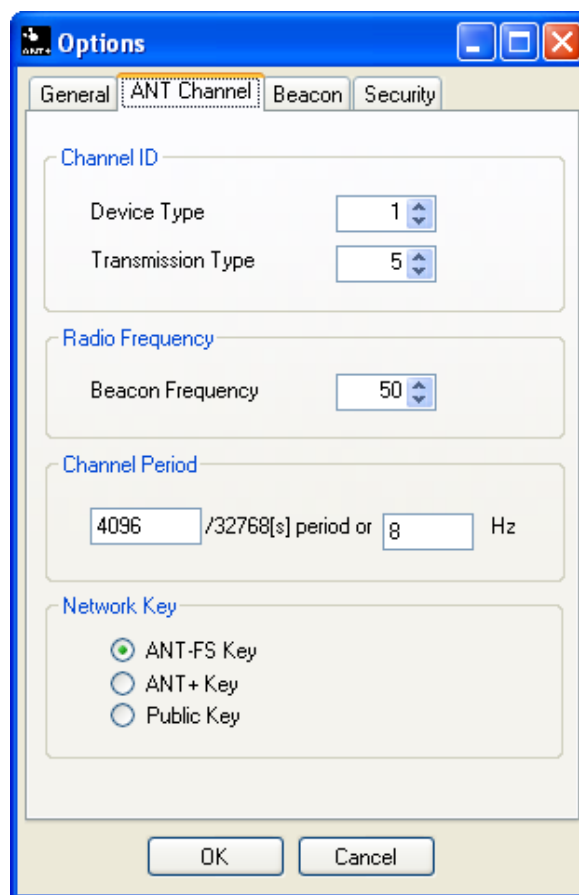 ANT+ Options
General ANT Channel Beacon Security
Channel ID
Device Type 1
Transmission Type 5
Radio Frequency
Beacon Frequency 50
Channel Period
4096 /32768[s] period or 8 Hz
Network Key
ANT-FS Key
ANT+ Key
Public Key
OK Cancel